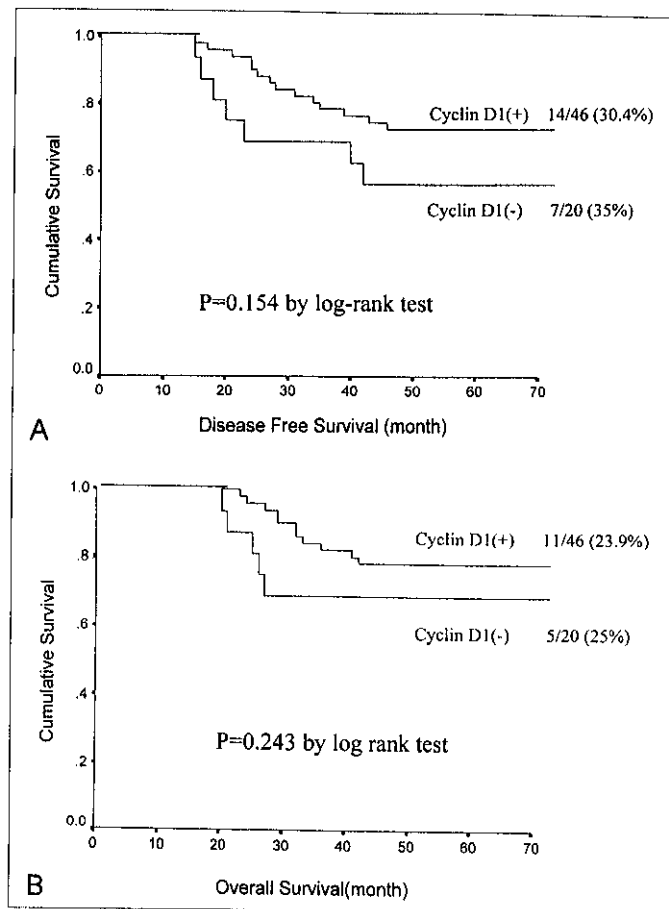 1.0
.8
.6
.4
.2
0.0
Cumulative Survival
Cyclin D1(+) 14/46 (30.4%)
Cyclin D1(-) 7/20 (35%)
P=0.154 by log-rank test
0 10 20 30 40 50 60 70
A
Disease Free Survival (month)
1.0
.8
.6
.4
.2
0.0
Cumulative Survival
Cyclin D1(+) 11/46 (23.9%)
Cyclin D1(-) 5/20 (25%)
P=0.243 by log rank test
0 10 20 30 40 50 60 70
B
Overall Survival(month)